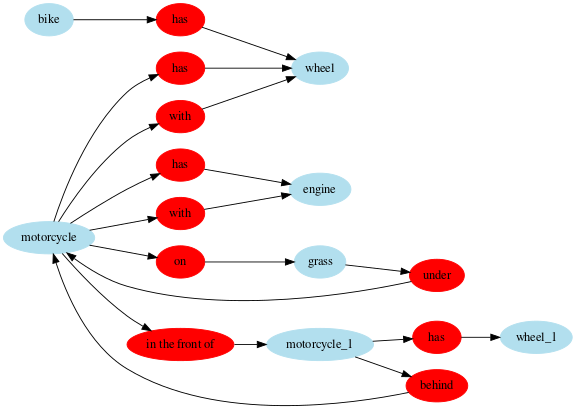 bike
has
has
wheel
with
has
engine
with
motorcycle
on
grass
under
in the front of
motorcycle_1
has
wheel_1
behind